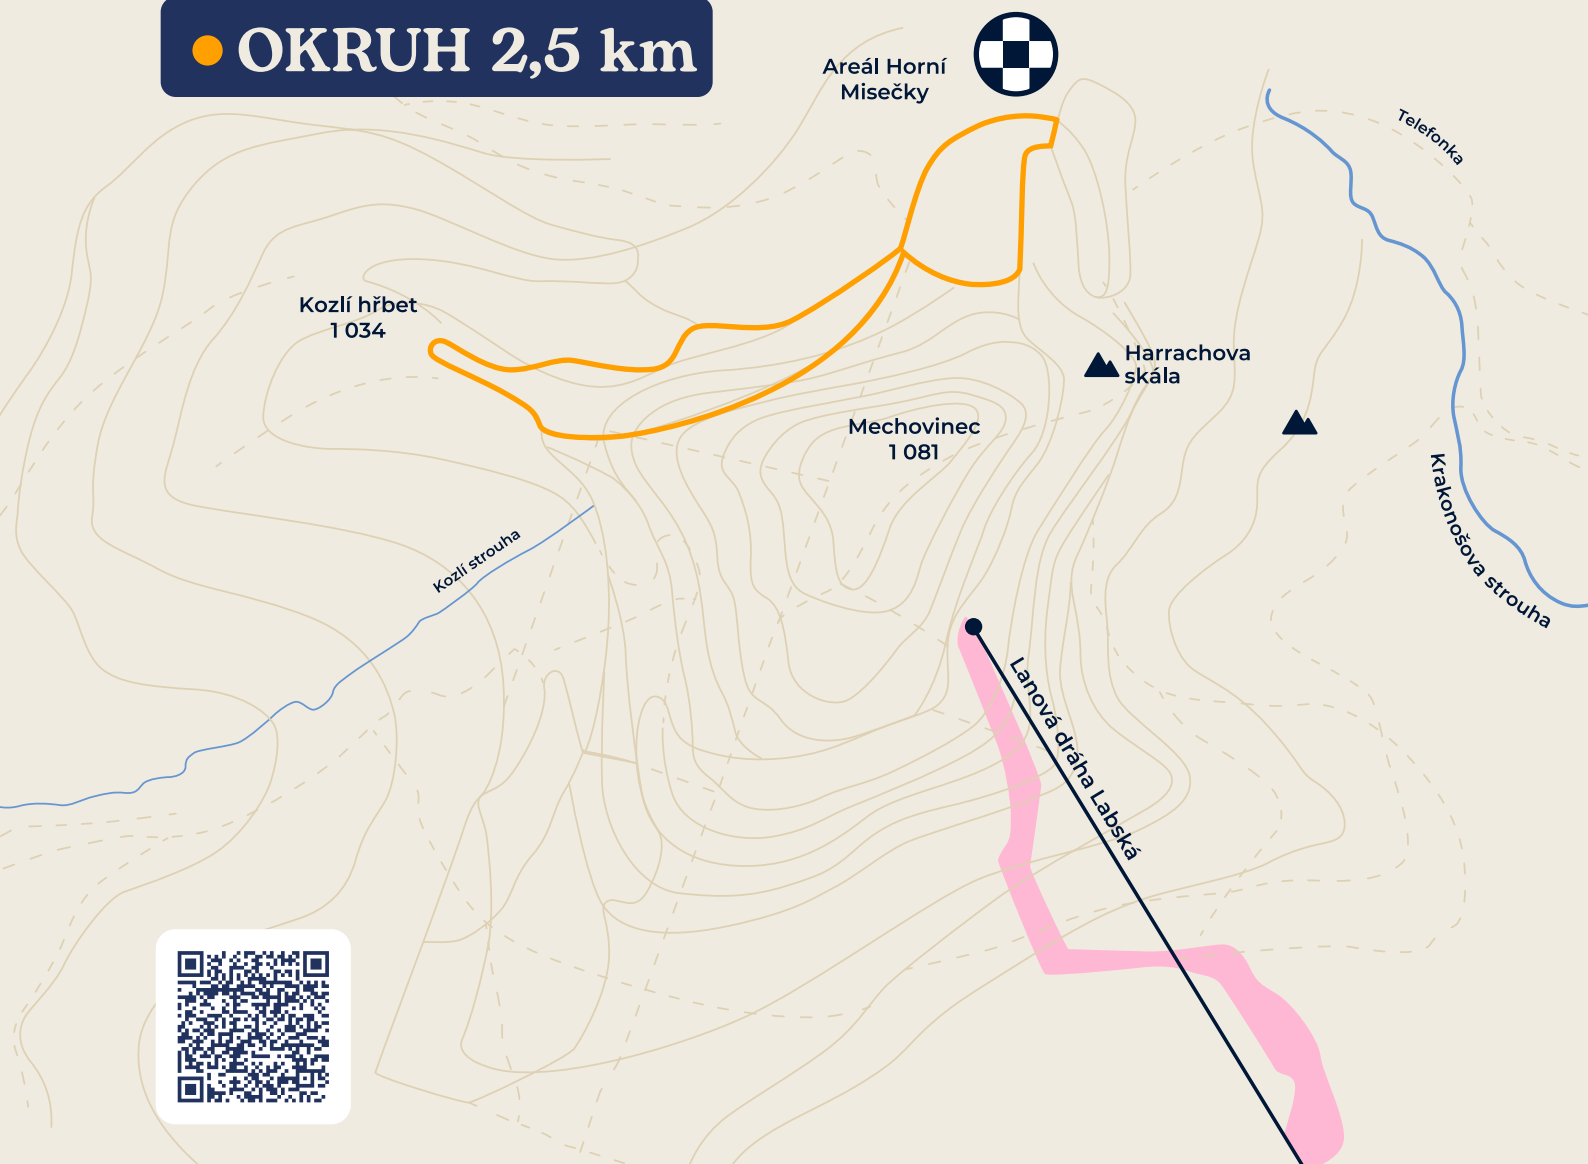 OKRUH 2,5 km
Areál Horní
Misečky
Telefonka
Kozlí hřbet
1 034
Harrachova
skála
Mechovinec
1 081
Krakonošova strouha
Kozlí strouha
Lanová dráha Labská